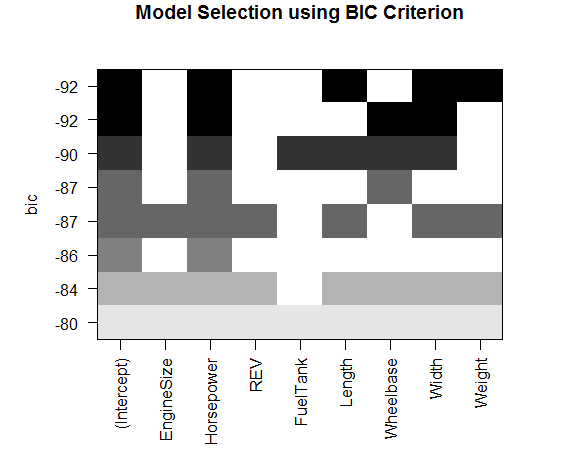 Model Selection using BIC Criterion
-92
-92
-90
-87
-87
-86
-84
-80
bic
(Intercept)
EngineSize
Horsepower
REV
FuelTank
Length
Wheelbase
Width
Weight